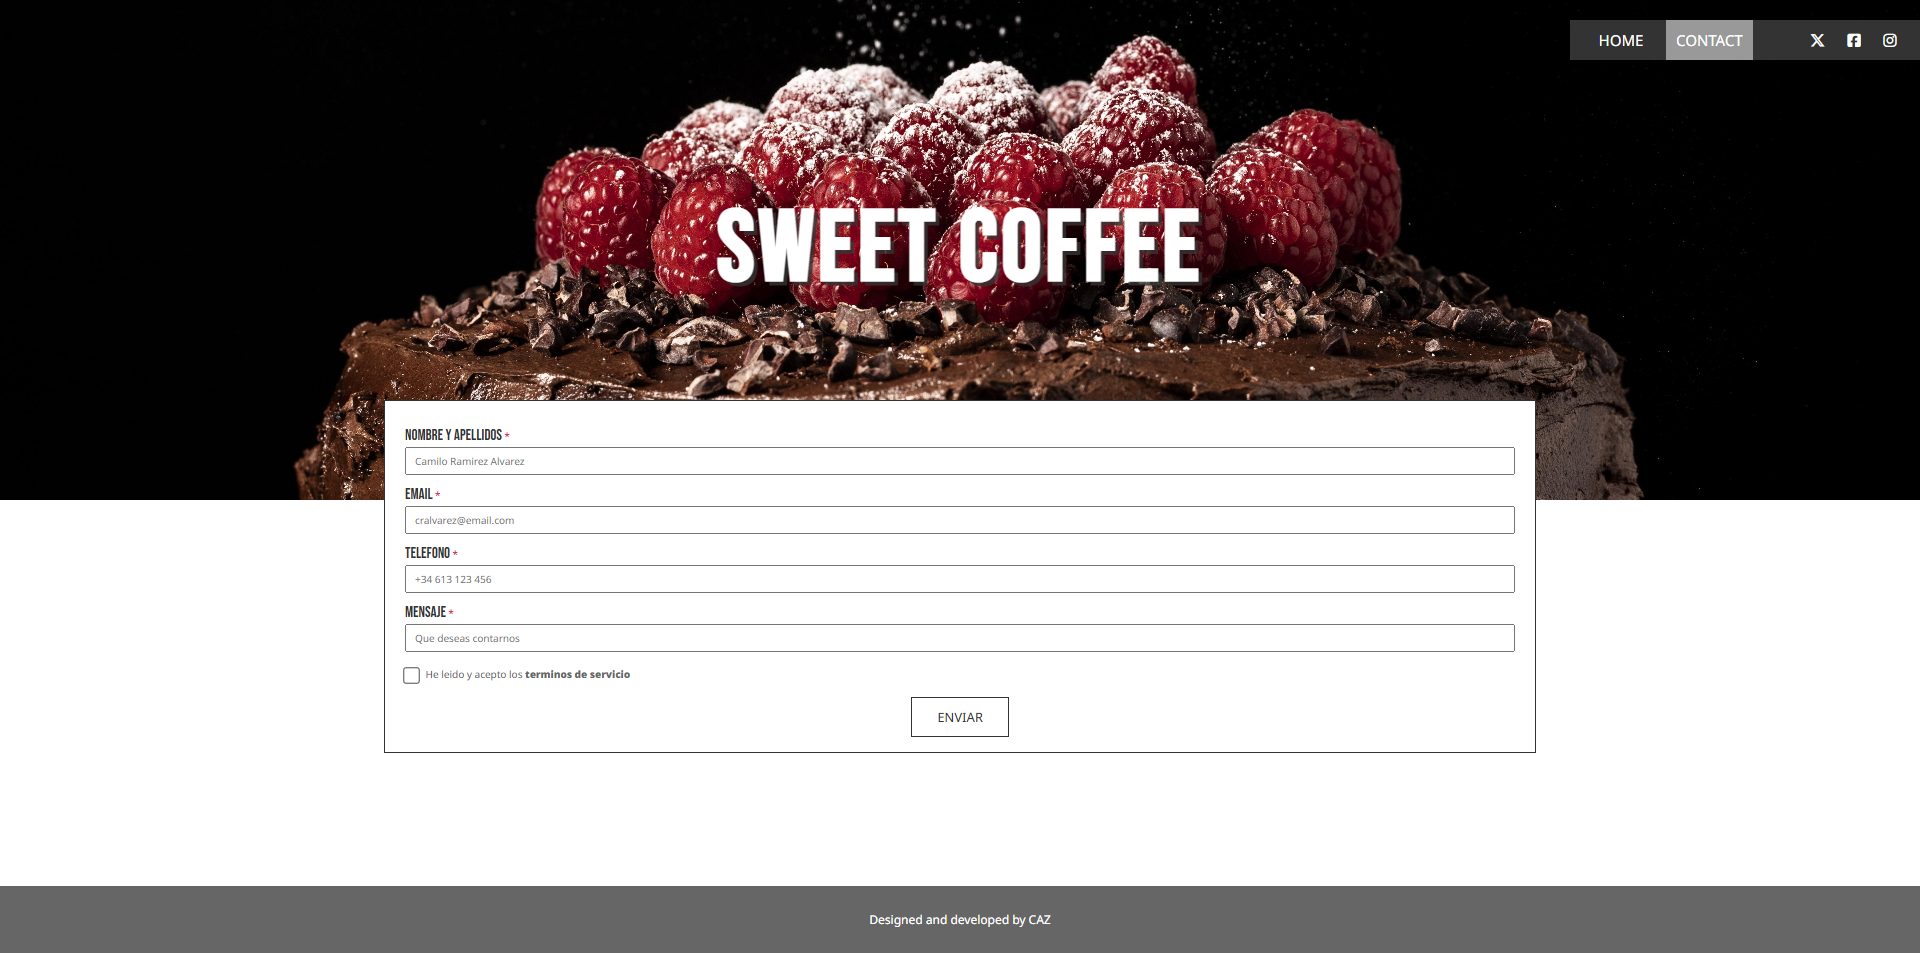 HOME CONTACT
SWEET COFFEE
NOMBRE Y APELLIDOS *
Camilo Ramirez Alvarez
EMAIL *
cralvarez@email.com
TELEFONO *
+34 613 123 456
MENSAJE *
Que deseas contarnos
He leido y acepto los terminos de servicio
ENVIAR
Designed and developed by CAZ